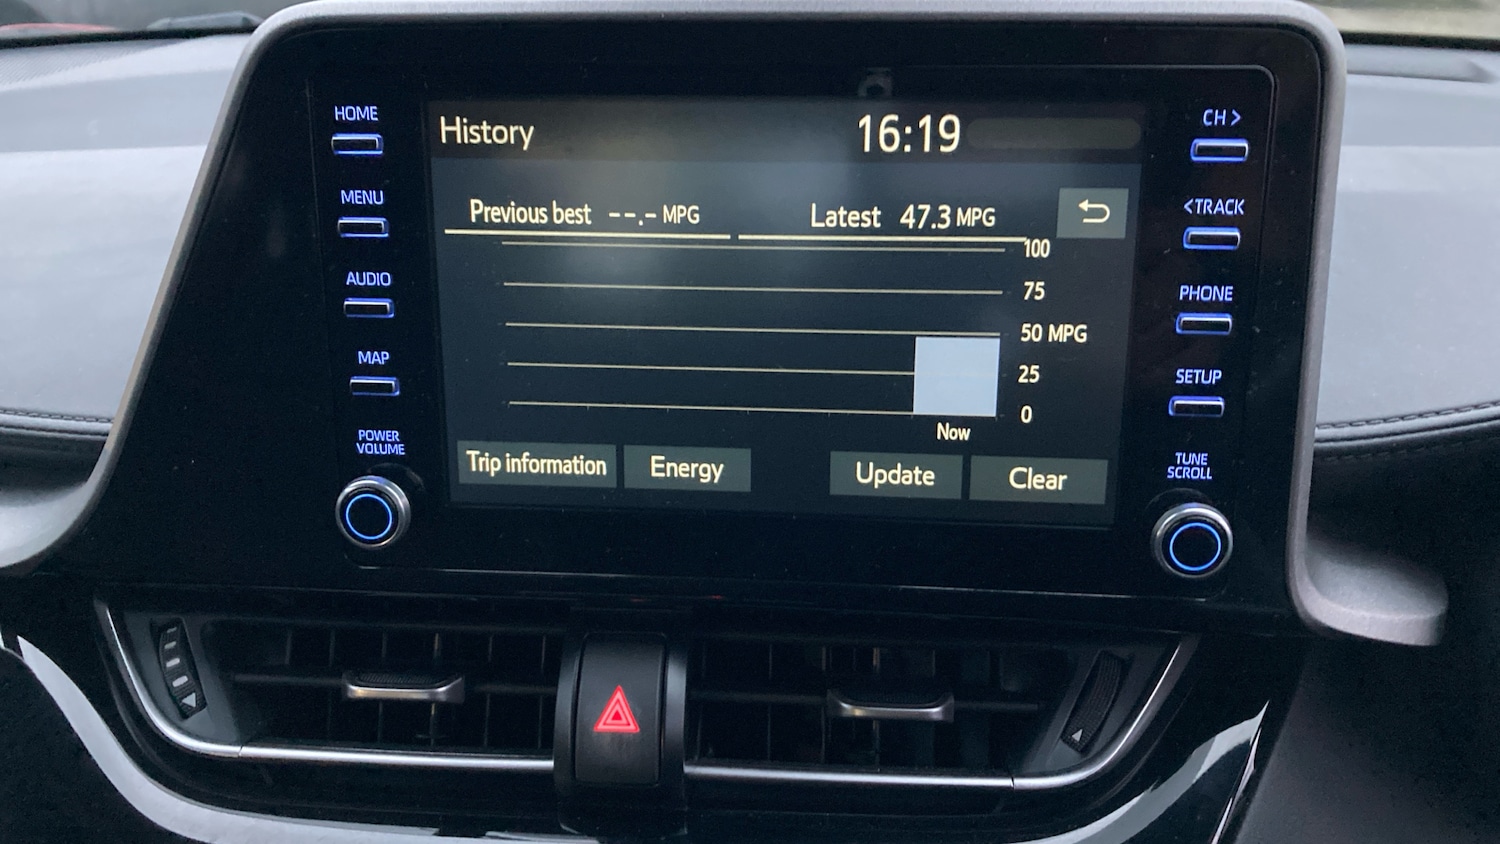 HOME
MENU
AUDIO
MAP
POWER
VOLUME
History 16:19
Previous best --.- MPG Latest 47.3 MPG
100
75
50 MPG
25
0
Now
Trip information Energy Update Clear
CH >
<TRACK
PHONE
SETUP
TUNE
SCROLL